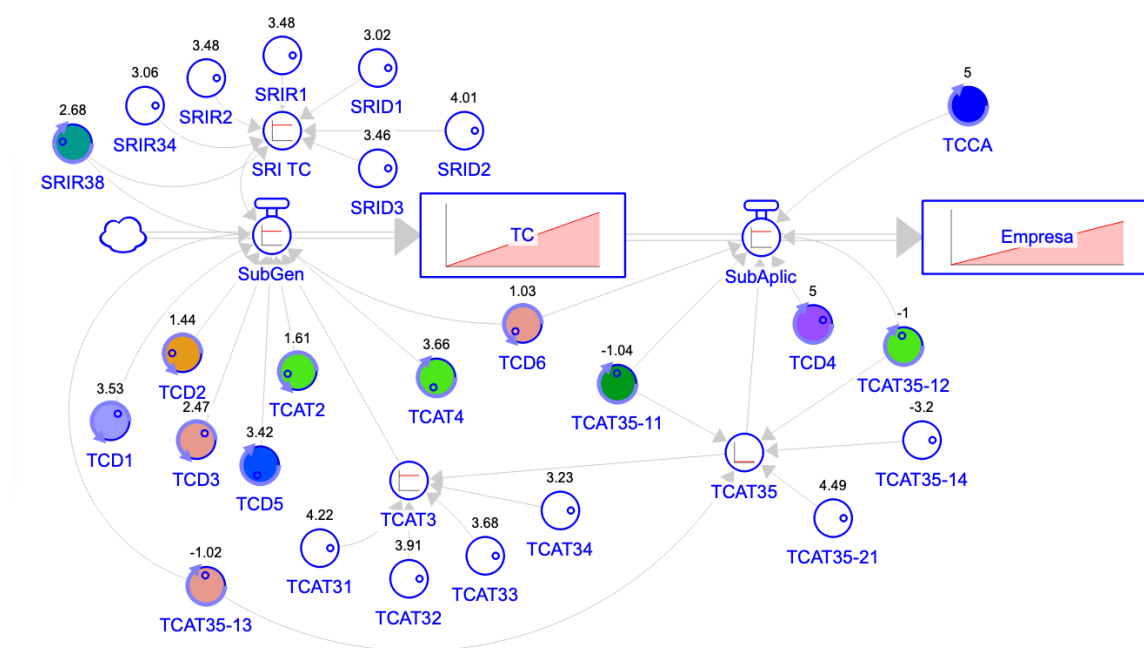 3.48
SRIR1
3.02
SRID1
3.48
SRIR2
3.06
SRIR34
2.68
SRIR38
SRI TC
4.01
SRID2
3.46
SRID3
5
TCCA
SubGen
TC
SubAplic
Empresa
1.03
TCD6
5
TCD4
-1
TCAT35-12
1.44
TCD2
1.61
TCAT2
3.66
TCAT4
-1.04
TCAT35-11
3.53
TCD1
2.47
TCD3
3.42
TCD5
-3.2
TCAT35-14
TCAT35
TCAT3
3.23
TCAT34
4.49
TCAT35-21
4.22
TCAT31
3.91
TCAT32
3.68
TCAT33
-1.02
TCAT35-13